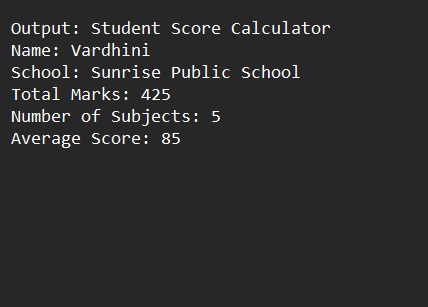 Output: Student Score Calculator
Name: Vardhini
School: Sunrise Public School
Total Marks: 425
Number of Subjects: 5
Average Score: 85